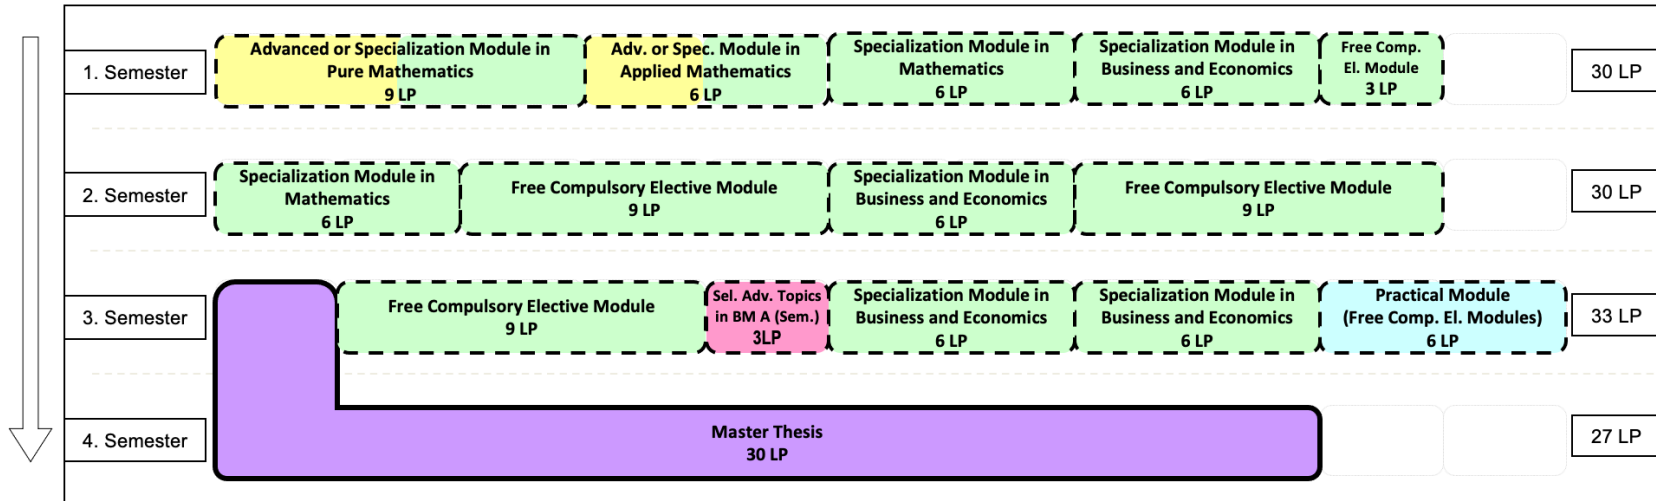 1. Semester
Advanced or Specialization Module in
Pure Mathematics
9 LP
Adv. or Spec. Module in
Applied Mathematics
6 LP
Specialization Module in
Mathematics
6 LP
Specialization Module in
Business and Economics
6 LP
Free Comp.
El. Module
3 LP
30 LP
2. Semester
Specialization Module in
Mathematics
6 LP
Free Compulsory Elective Module
9 LP
Specialization Module in
Business and Economics
6 LP
Free Compulsory Elective Module
9 LP
30 LP
3. Semester
Free Compulsory Elective Module
9 LP
Sel. Adv. Topics
in BM A (Sem.)
3LP
Specialization Module in
Business and Economics
6 LP
Specialization Module in
Business and Economics
6 LP
Practical Module
(Free Comp. El. Modules)
6 LP
33 LP
4. Semester
Master Thesis
30 LP
27 LP